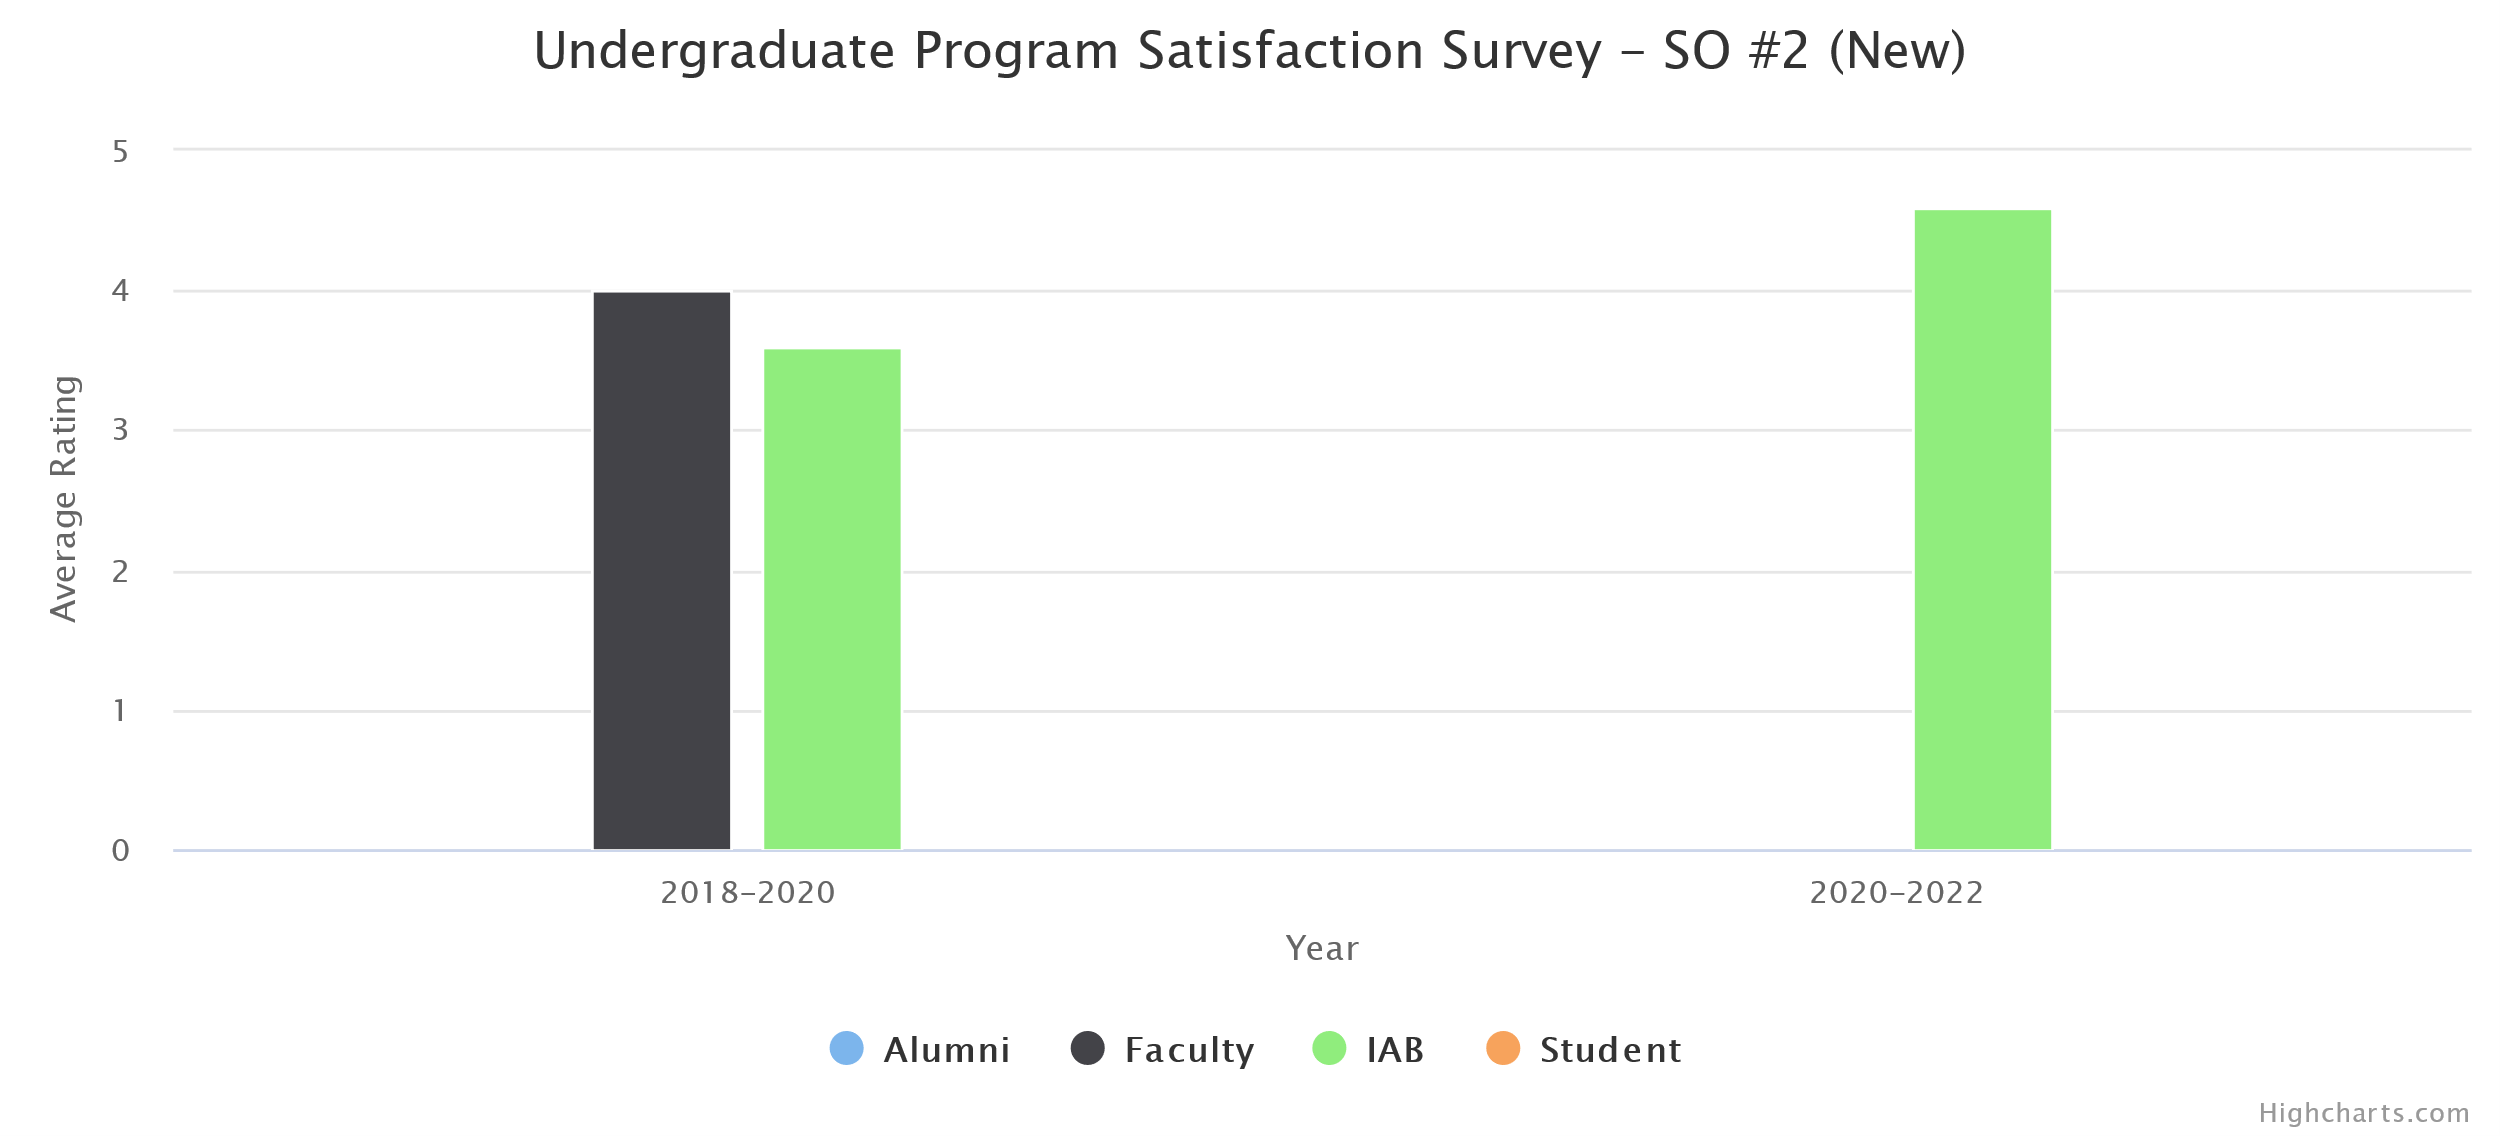 Undergraduate Program Satisfaction Survey – SO #2 (New)
5
4
3
2
1
0
Average Rating
2018–2020 2020–2022
Year
Alumni Faculty IAB Student
Highcharts.com